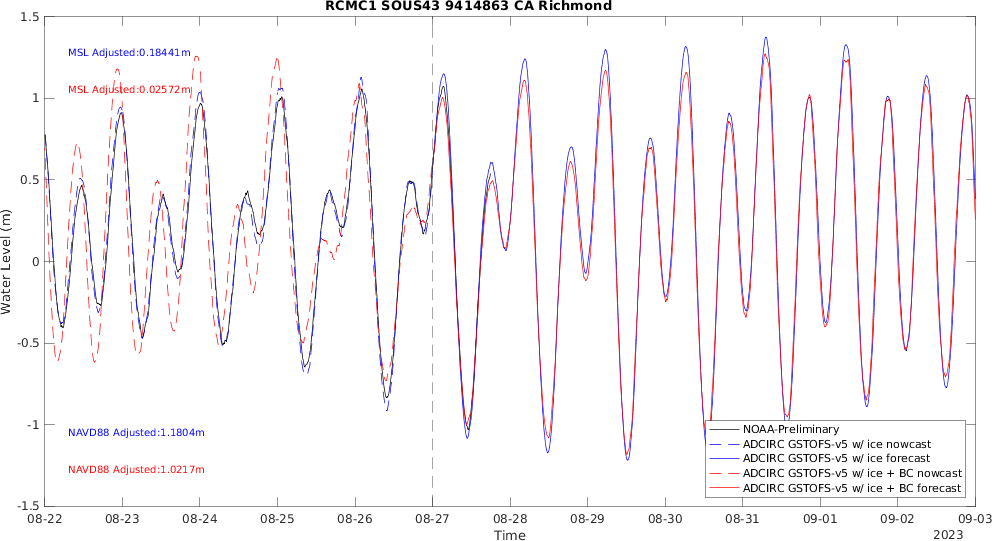 RCMC1 SOUS43 9414863 CA Richmond
1.5
1
0.5
0
-0.5
-1
-1.5
Water Level (m)
MSL Adjusted:0.18441m
MSL Adjusted:0.02572m
NAVD88 Adjusted:1.1804m
NAVD88 Adjusted:1.0217m
NOAA-Preliminary
ADCIRC GSTOFS-v5 w/ ice nowcast
ADCIRC GSTOFS-v5 w/ ice forecast
ADCIRC GSTOFS-v5 w/ ice + BC nowcast
ADCIRC GSTOFS-v5 w/ ice + BC forecast
08-22 08-23 08-24 08-25 08-26 08-27 08-28 08-29 08-30 08-31 09-01 09-02 09-03
Time
2023